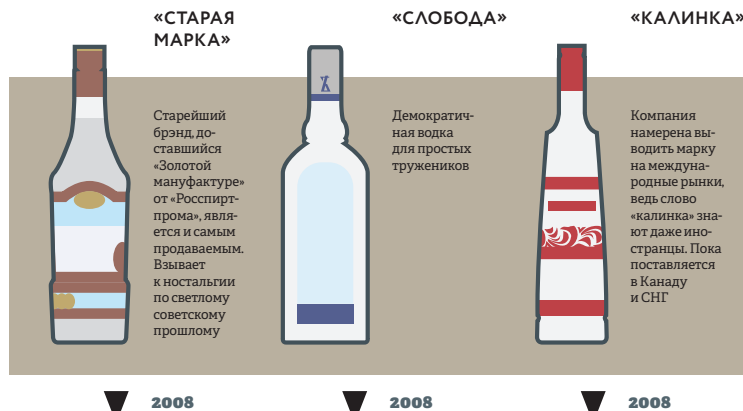 «СТАРАЯ
МАРКА»
Старейший
брэнд, до-
ставшийся
«Золотой
мануфактуре»
от «Росспирт-
прома», явля-
ется и самым
продаваемым.
Взывает
к ностальгии
по светлому
советскому
прошлому
2008
«СЛОБОДА»
Демократич-
ная водка
для простых
тружеников
2008
«КАЛИНКА»
Компания
намерена вы-
водить марку
на междуна-
родные рынки,
ведь слово
«калинка» зна-
ют даже ино-
странцы. Пока
поставляется
в Канаду
и СНГ
2008